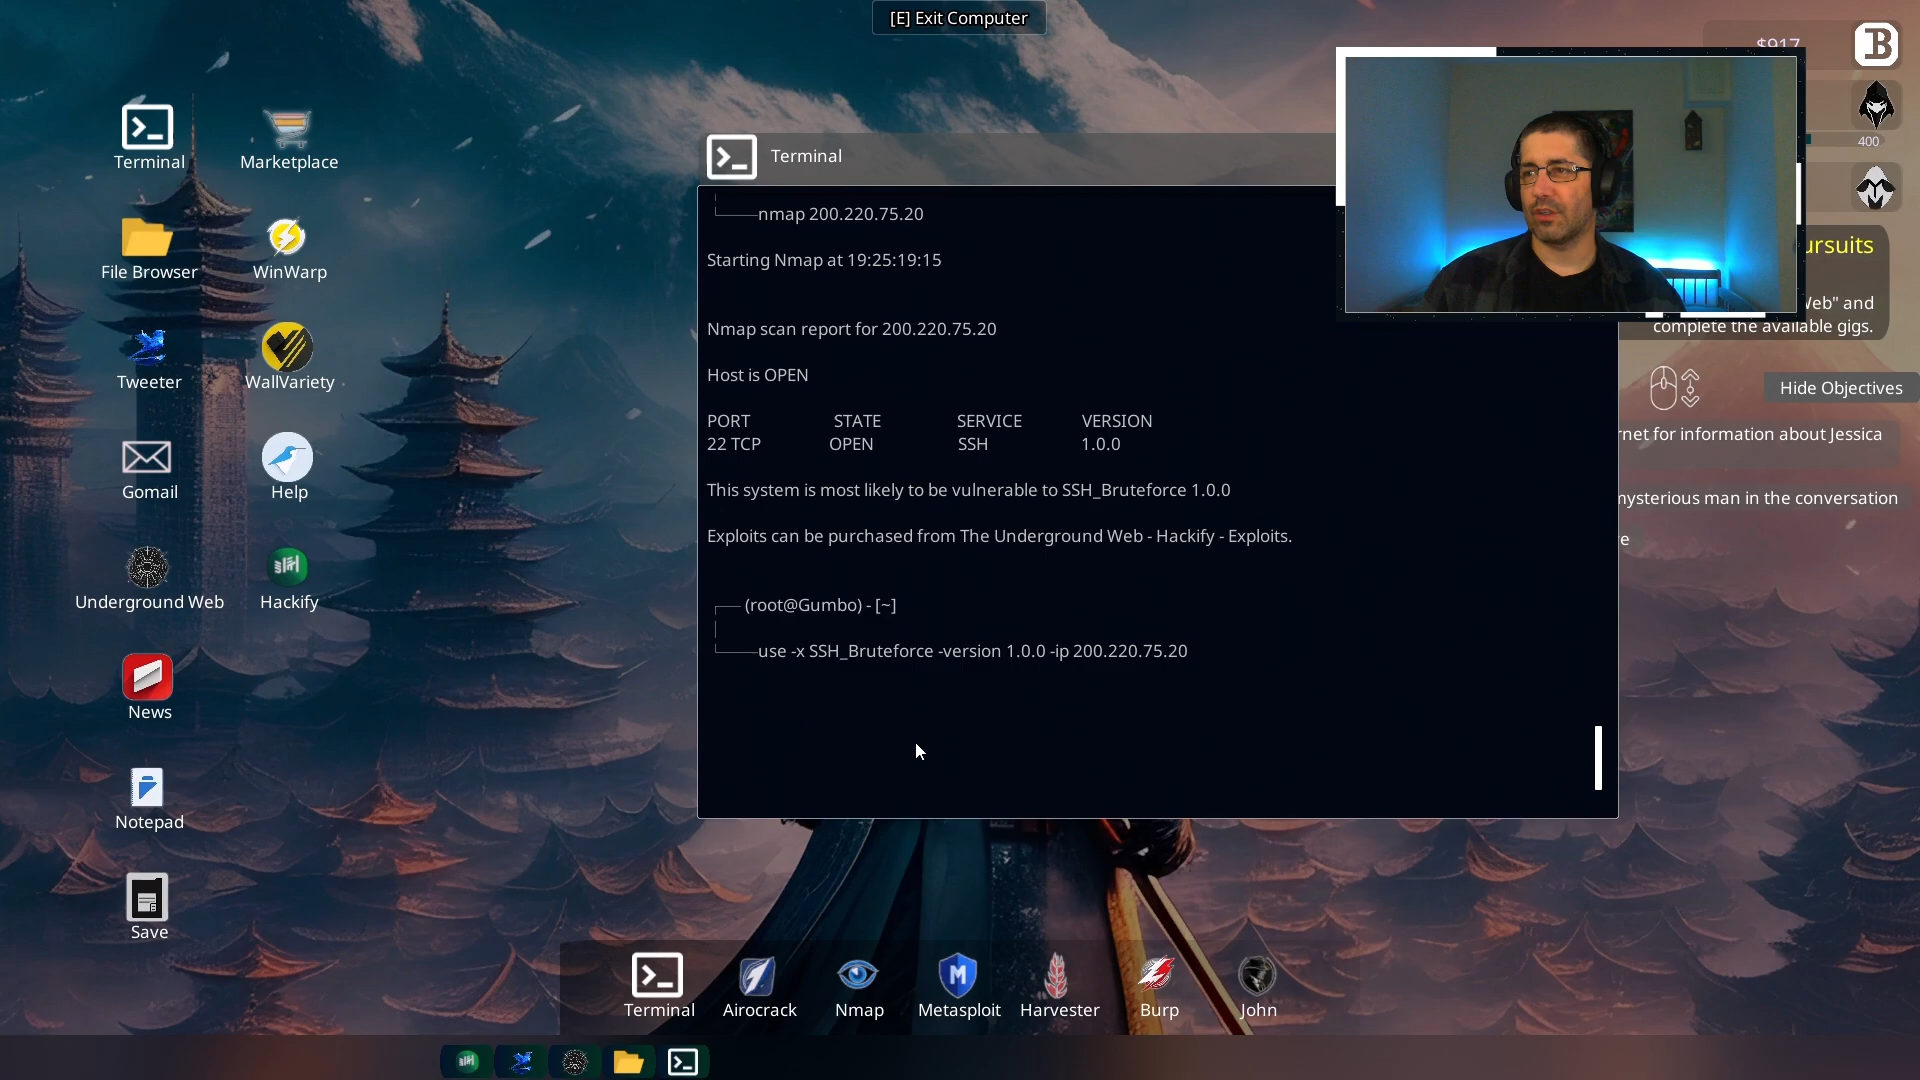 [E] Exit Computer
$917
400
Terminal
Marketplace
File Browser
WinWarp
Tweeter
WallVariety
Gomail
Help
Underground Web
Hackify
News
Notepad
Save
Terminal
nmap 200.220.75.20
Starting Nmap at 19:25:19:15
Nmap scan report for 200.220.75.20
Host is OPEN
PORT STATE SERVICE VERSION
22 TCP OPEN SSH 1.0.0
This system is most likely to be vulnerable to SSH_Bruteforce 1.0.0
Exploits can be purchased from The Underground Web - Hackify - Exploits.
(root@Gumbo) - [~]
use -x SSH_Bruteforce -version 1.0.0 -ip 200.220.75.20
ursuits
Web" and
complete the available gigs.
Hide Objectives
rnet for information about Jessica
mysterious man in the conversation
e
Terminal
Airocrack
Nmap
Metasploit
Harvester
Burp
John